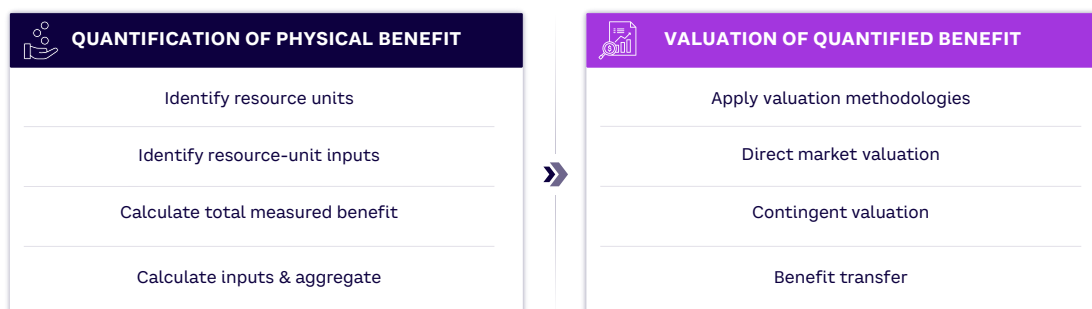 QUANTIFICATION OF PHYSICAL BENEFIT
Identify resource units
Identify resource-unit inputs
Calculate total measured benefit
Calculate inputs & aggregate
VALUATION OF QUANTIFIED BENEFIT
Apply valuation methodologies
Direct market valuation
Contingent valuation
Benefit transfer